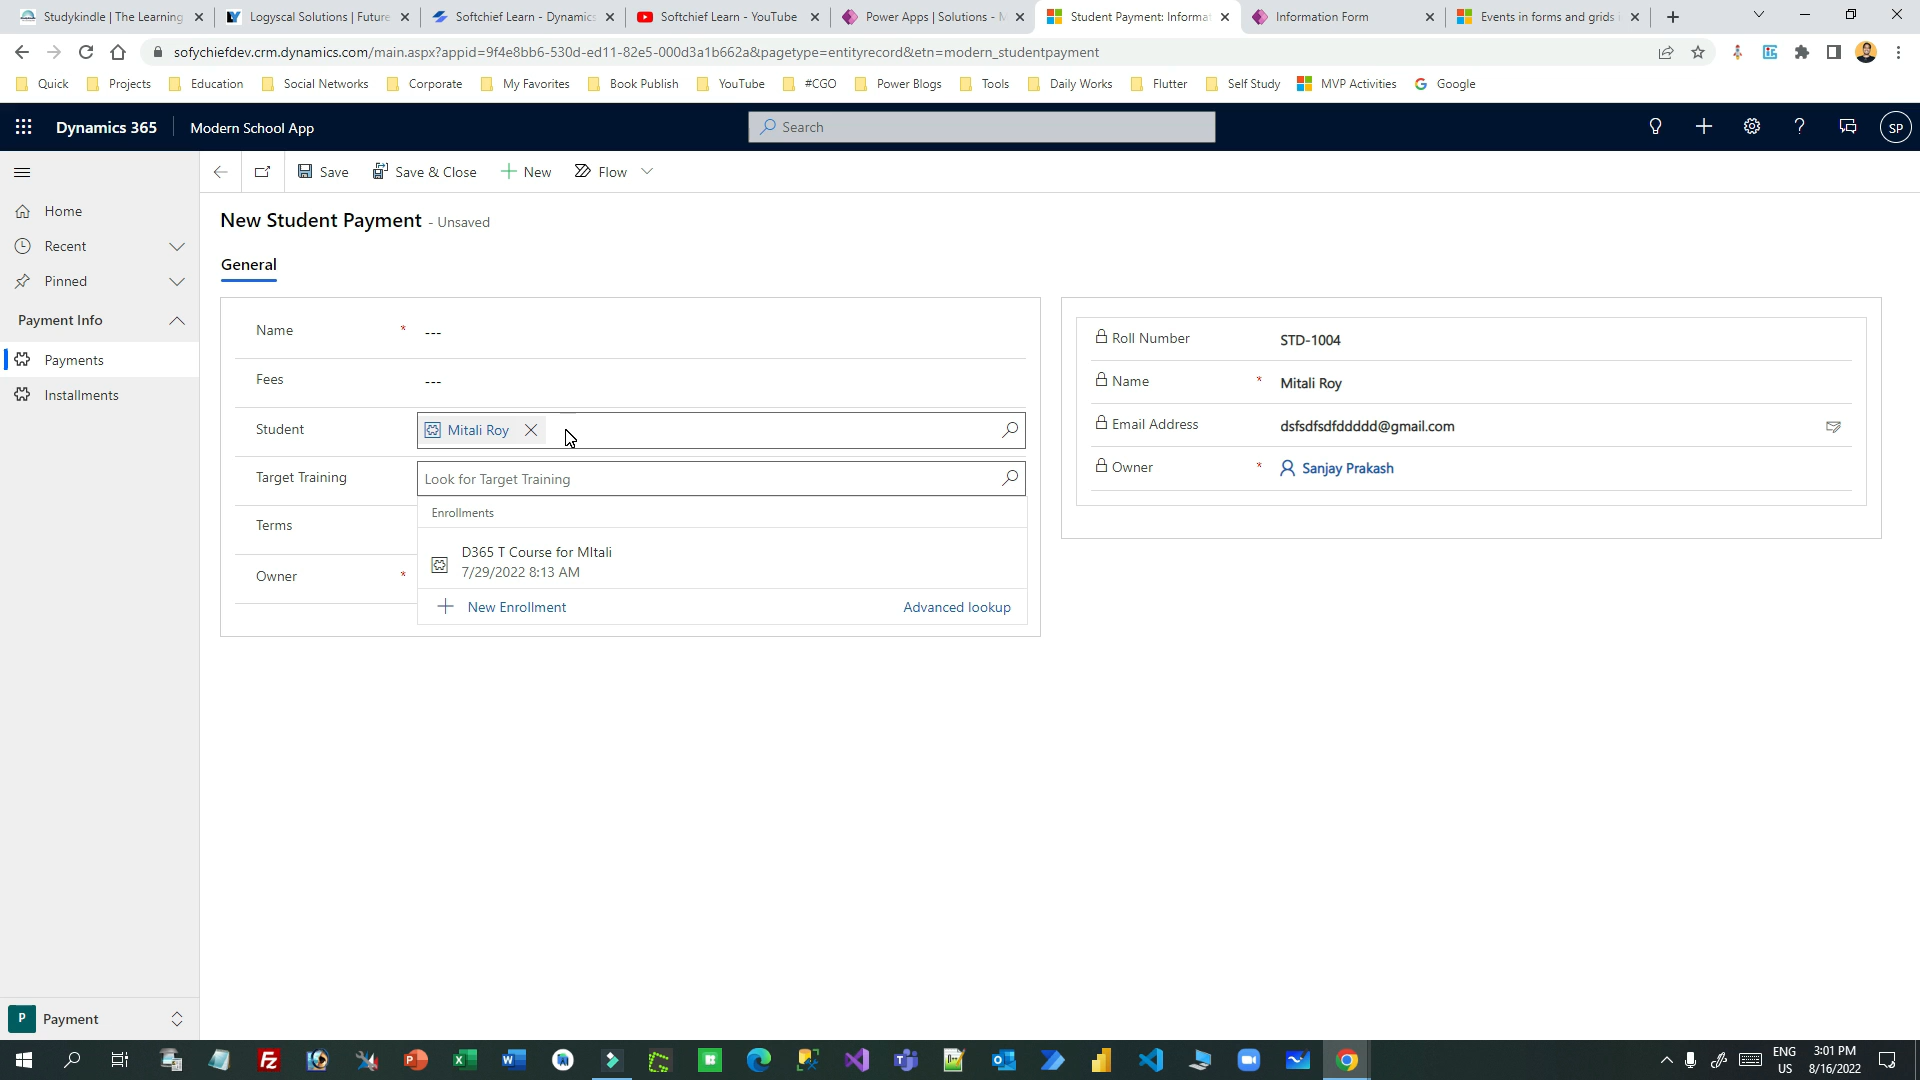 Studykindle | The Learning
Logyscal Solutions | Future
Softchief Learn - Dynamics
Softchief Learn - YouTube
Power Apps | Solutions - M
Student Payment: Informat
Information Form
Events in forms and grids i
sofychiefdev.crm.dynamics.com/main.aspx?appid=9f4e8bb6-530d-ed11-82e5-000d3a1b662a&pagetype=entityrecord&etn=modern_studentpayment
Quick
Projects
Education
Social Networks
Corporate
My Favorites
Book Publish
YouTube
#CGO
Power Blogs
Tools
Daily Works
Flutter
Self Study
MVP Activities
Google
Dynamics 365
Modern School App
Search
SP
Save
Save & Close
New
Flow
Home
Recent
Pinned
Payment Info
Payments
Installments
New Student Payment - Unsaved
General
Name * ---
Fees ---
Student Mitali Roy
Target Training Look for Target Training
Enrollments
D365 T Course for MItali
7/29/2022 8:13 AM
New Enrollment
Advanced lookup
Terms
Owner *
Roll Number STD-1004
Name * Mitali Roy
Email Address dsfsdfsdfddddd@gmail.com
Owner * Sanjay Prakash
P Payment
ENG
US
3:01 PM
8/16/2022